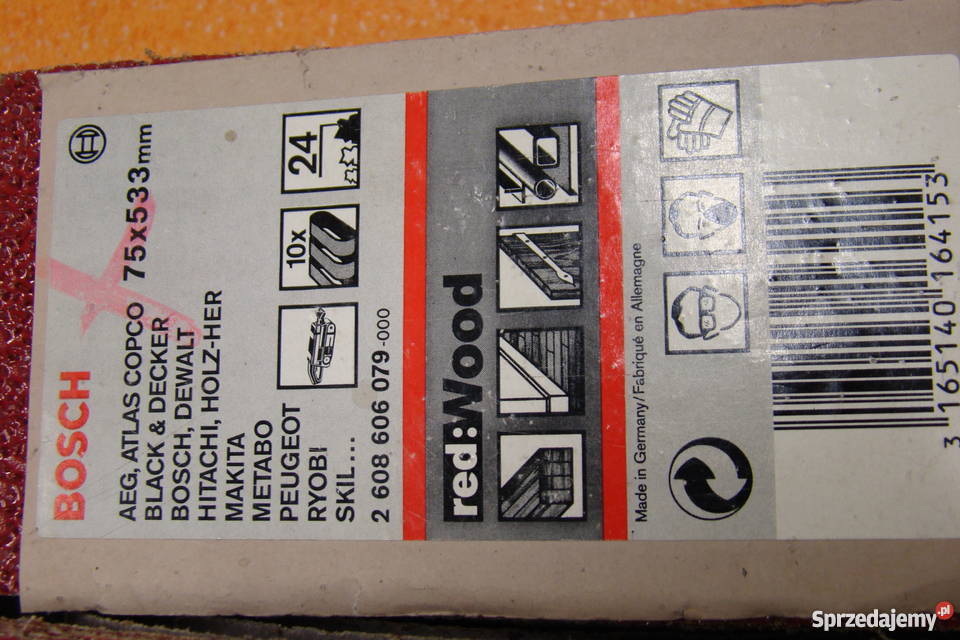 BOSCH
AEG, ATLAS COPCO 75x533mm
BLACK & DECKER
BOSCH, DEWALT
HITACHI, HOLZ-HER
MAKITA
METABO
PEUGEOT
RYOBI
SKIL...
10x
24
2 608 606 079-000
red:Wood
Made in Germany/Fabriqué en Allemagne
3 165140 164153
Sprzedajemy.pl